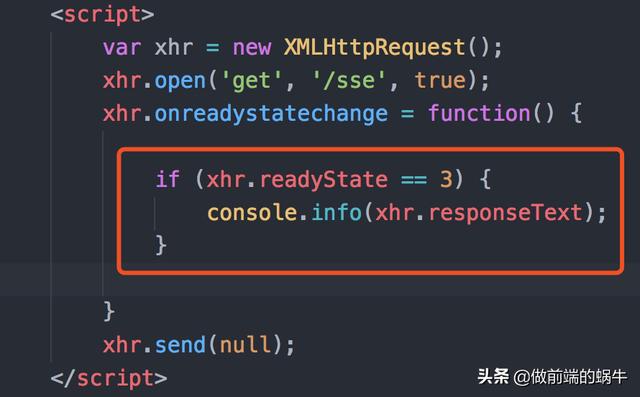 <script>
var xhr = new XMLHttpRequest();
xhr.open('get', '/sse', true);
xhr.onreadystatechange = function() {
if (xhr.readyState == 3) {
console.info(xhr.responseText);
}
}
xhr.send(null);
</script>
头条 @做前端的蜗牛